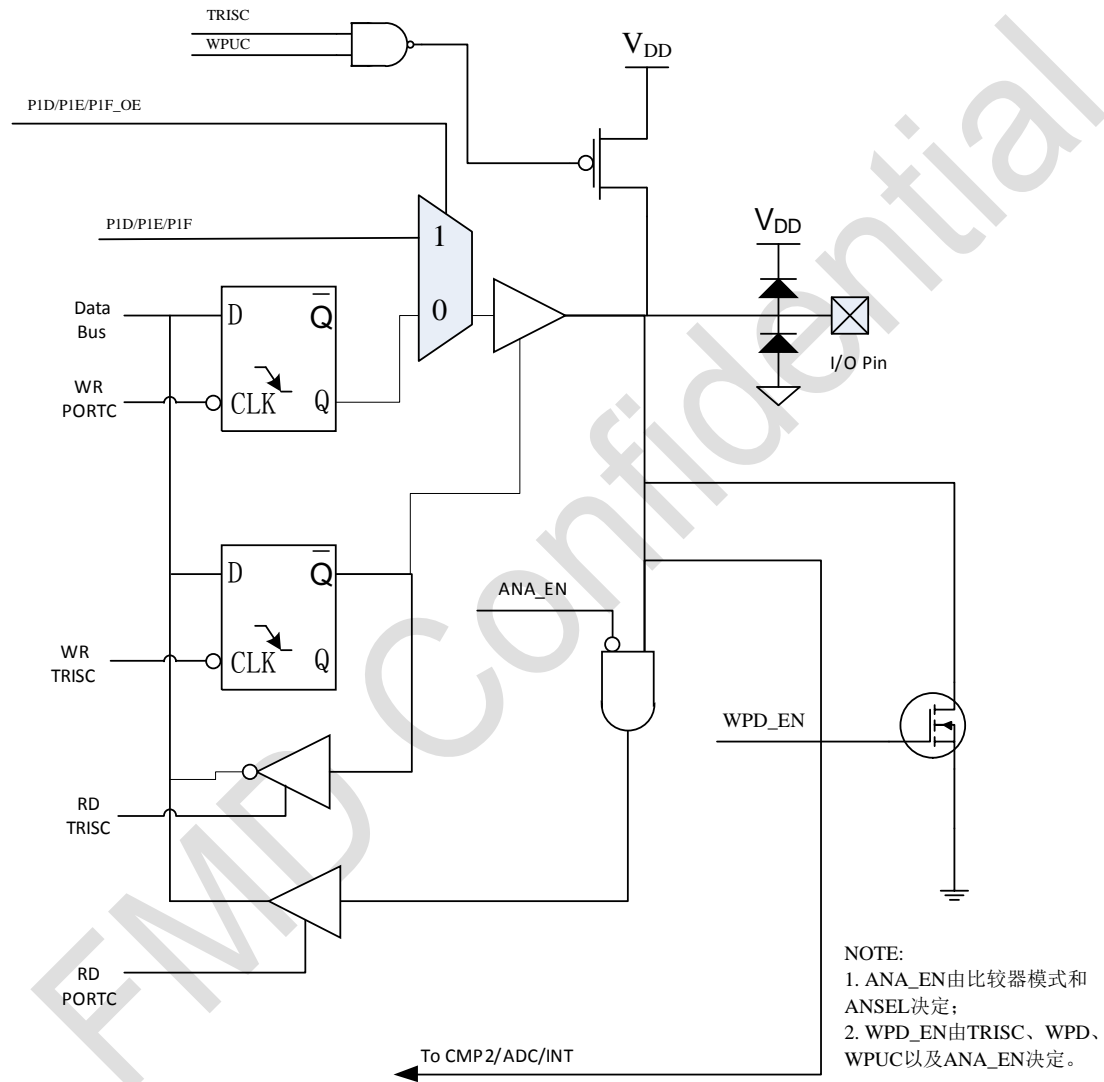 TRISC
WPUC
V_DD
P1D/P1E/P1F_OE
P1D/P1E/P1F
1
0
V_DD
Data
Bus
D
Q̅
WR
PORTC
CLK
Q
I/O Pin
D
Q̅
ANA_EN
WR
TRISC
CLK
Q
WPD_EN
RD
TRISC
RD
PORTC
NOTE:
1. ANA_EN由比较器模式和
ANSEL决定;
2. WPD_EN由TRISC、WPD、
WPUC以及ANA_EN决定。
To CMP2/ADC/INT
FMD Confidential